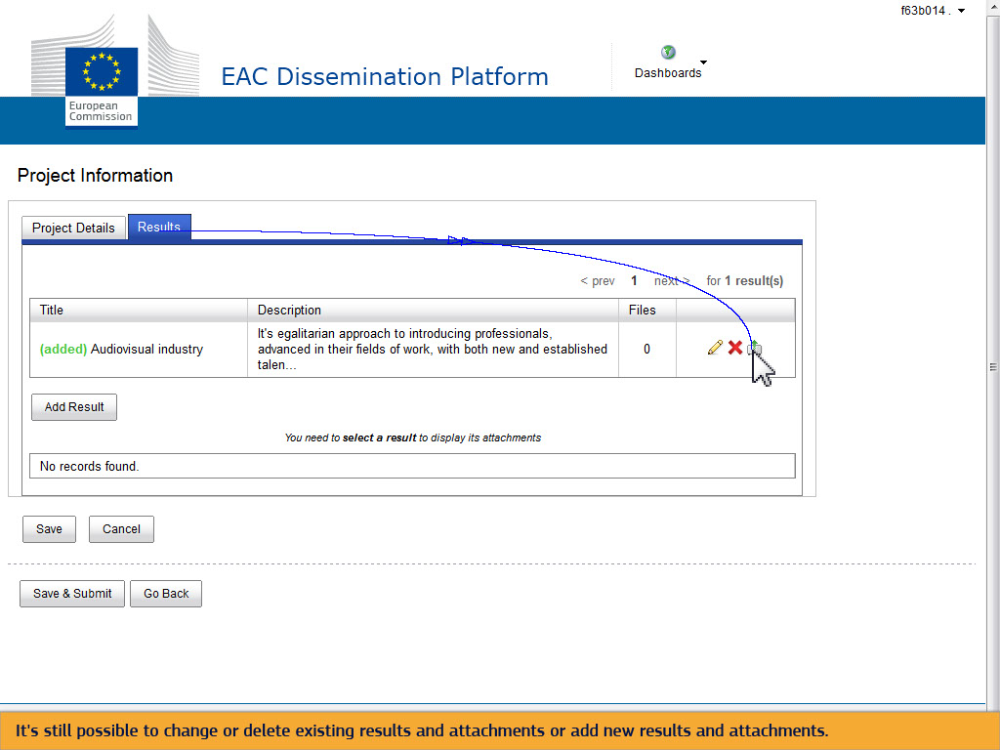 f63b014 .
EAC Dissemination Platform
Dashboards
European
Commission
Project Information
Project Details
Results
< prev 1 next > for 1 result(s)
Title Description Files
(added) Audiovisual industry
It's egalitarian approach to introducing professionals,
advanced in their fields of work, with both new and established
talen...
0
Add Result
You need to select a result to display its attachments
No records found.
Save Cancel
Save & Submit Go Back
It's still possible to change or delete existing results and attachments or add new results and attachments.